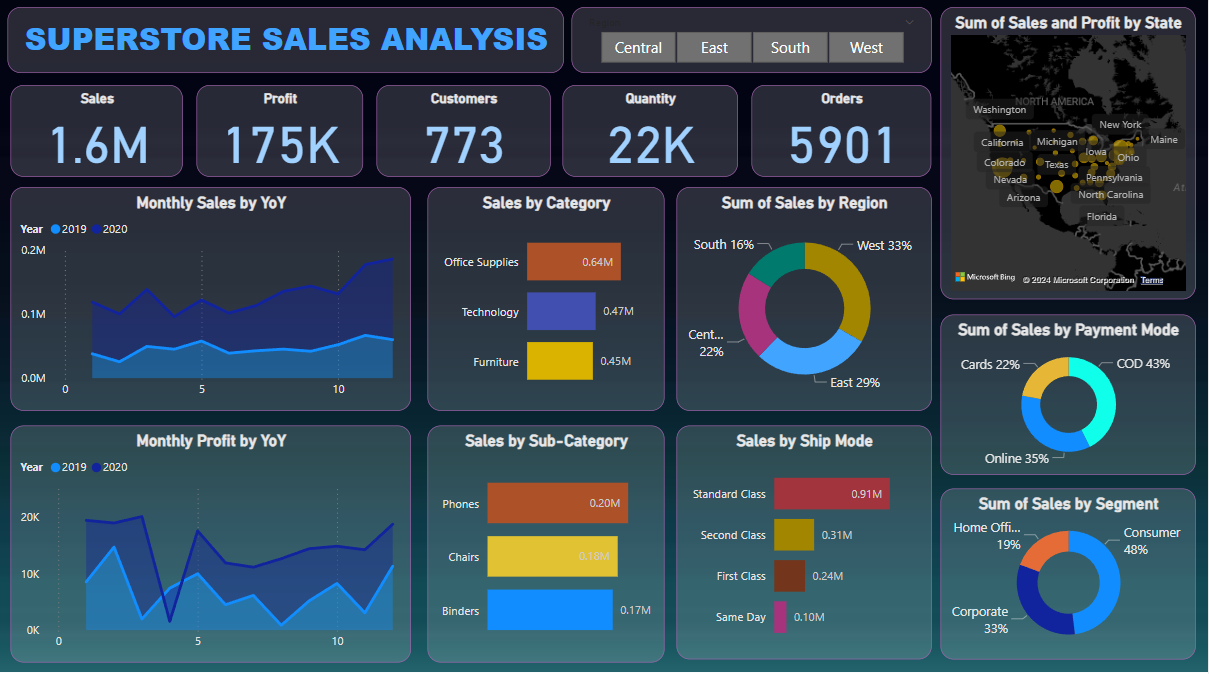 SUPERSTORE SALES ANALYSIS
Central
East
South
West
Sales
1.6M
Profit
175K
Customers
773
Quantity
22K
Orders
5901
Monthly Sales by YoY
Year 2019 2020
0.2M
0.1M
0.0M
0
5
10
Sales by Category
Office Supplies
0.64M
Technology
0.47M
Furniture
0.45M
Sum of Sales by Region
South 16%
West 33%
Cent...
22%
East 29%
Sum of Sales and Profit by State
NORTH AMERICA
Washington
New York
Maine
California
Michigan
Iowa
Ohio
Colorado
Texas
Nevada
Pennsylvania
Arizona
North Carolina
Florida
At
Microsoft Bing
© 2024 Microsoft Corporation Terms
Sum of Sales by Payment Mode
Cards 22%
COD 43%
Online 35%
Monthly Profit by YoY
Year 2019 2020
20K
10K
0K
0
5
10
Sales by Sub-Category
Phones
0.20M
Chairs
0.18M
Binders
0.17M
Sales by Ship Mode
Standard Class
0.91M
Second Class
0.31M
First Class
0.24M
Same Day
0.10M
Sum of Sales by Segment
Home Offi...
19%
Consumer
48%
Corporate
33%